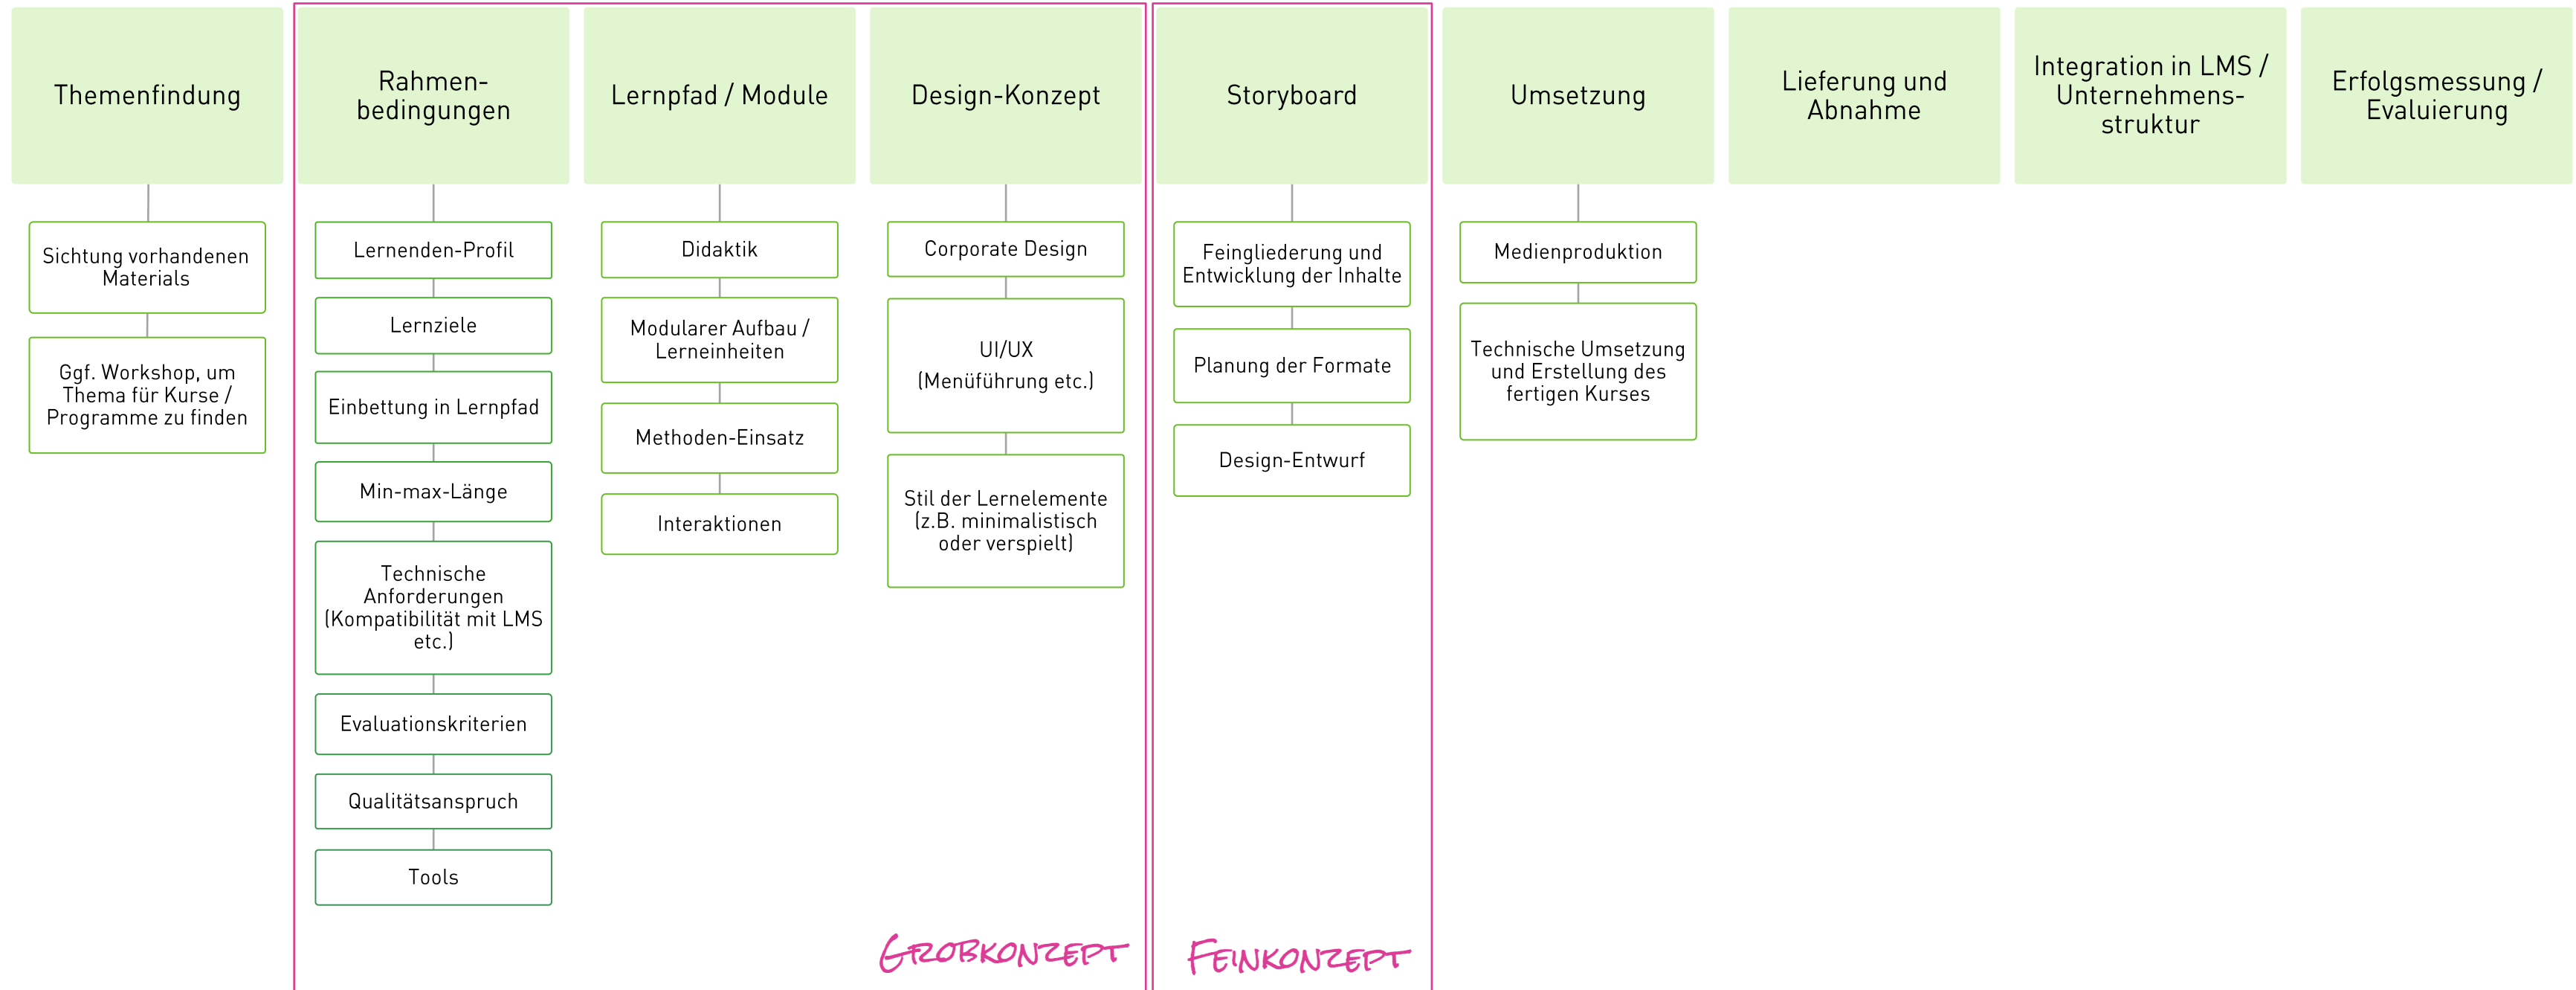 Themenfindung
Sichtung vorhandenen
Materials
Ggf. Workshop, um
Thema für Kurse /
Programme zu finden
Rahmen-
bedingungen
Lernenden-Profil
Lernziele
Einbettung in Lernpfad
Min-max-Länge
Technische
Anforderungen
(Kompatibilität mit LMS
etc.)
Evaluationskriterien
Qualitätsanspruch
Tools
Lernpfad / Module
Didaktik
Modularer Aufbau /
Lerneinheiten
Methoden-Einsatz
Interaktionen
Design-Konzept
Corporate Design
UI/UX
(Menüführung etc.)
Stil der Lernelemente
(z.B. minimalistisch
oder verspielt)
GROBKONZEPT
Storyboard
Feingliederung und
Entwicklung der Inhalte
Planung der Formate
Design-Entwurf
FEINKONZEPT
Umsetzung
Medienproduktion
Technische Umsetzung
und Erstellung des
fertigen Kurses
Lieferung und
Abnahme
Integration in LMS /
Unternehmens-
struktur
Erfolgsmessung /
Evaluierung